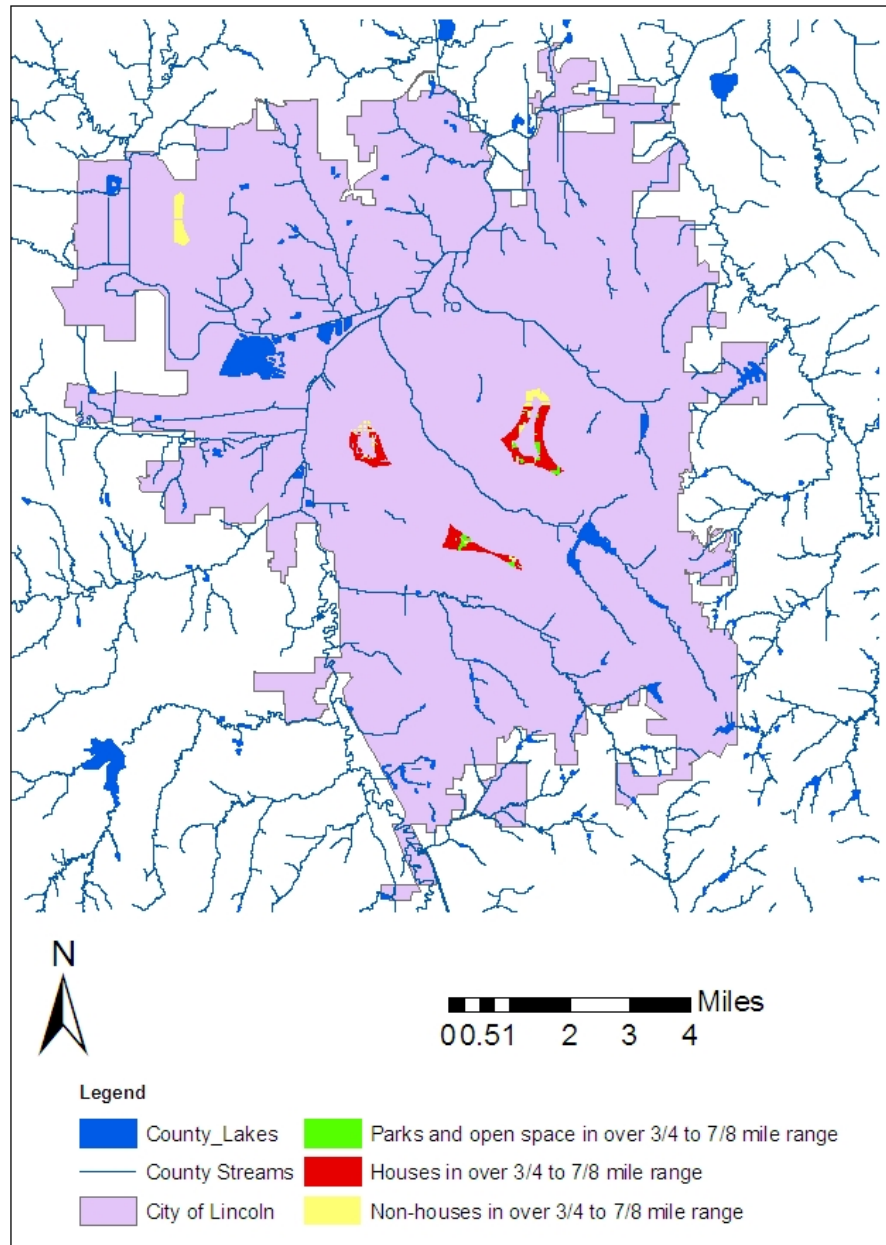 N
Miles
0 0.5 1 2 3 4
Legend
County_Lakes
County Streams
City of Lincoln
Parks and open space in over 3/4 to 7/8 mile range
Houses in over 3/4 to 7/8 mile range
Non-houses in over 3/4 to 7/8 mile range